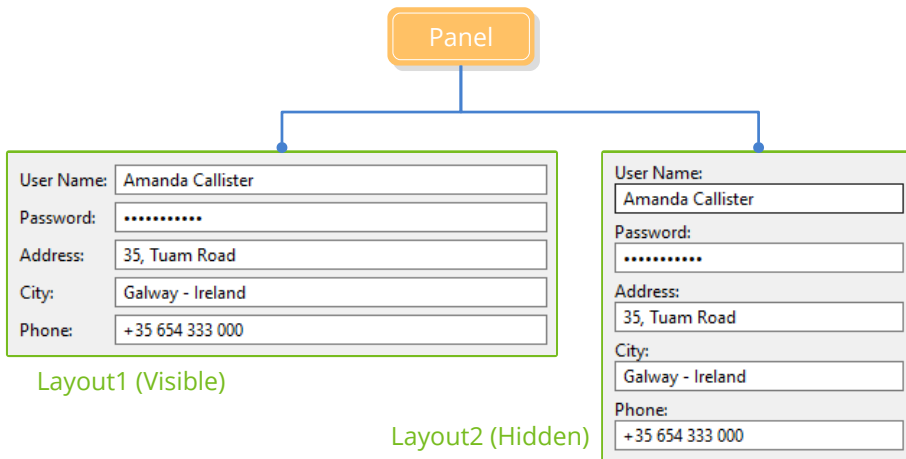 Panel
User Name: Amanda Callister
Password: •••••••••••
Address: 35, Tuam Road
City: Galway - Ireland
Phone: +35 654 333 000
Layout1 (Visible)
User Name:
Amanda Callister
Password:
•••••••••••
Address:
35, Tuam Road
City:
Galway - Ireland
Phone:
+35 654 333 000
Layout2 (Hidden)